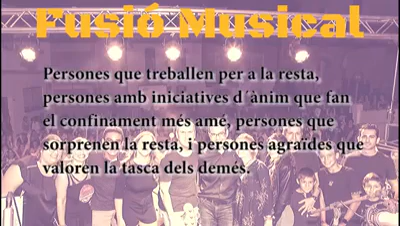 Fusió Musical
Persones que treballen per a la resta,
persones amb iniciatives d´ànim que fan
el confinament més amé, persones que
sorprenen la resta, i persones agraïdes que
valoren la tasca dels demés.